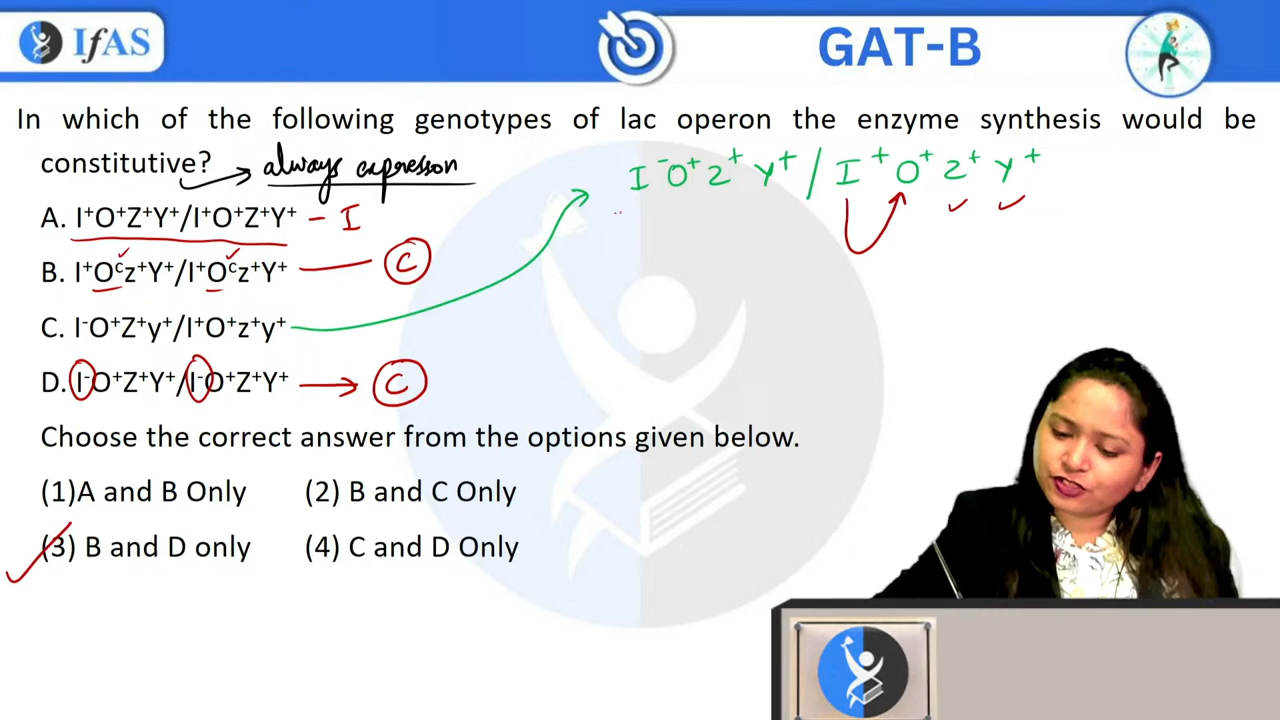 IfAS
GAT-B
In which of the following genotypes of lac operon the enzyme synthesis would be
constitutive? always expression
I⁻O⁺Z⁺Y⁺/I⁺O⁺Z⁺Y⁺
A. I⁺O⁺Z⁺Y⁺/I⁺O⁺Z⁺Y⁺ - I
B. I⁺Oᶜz⁺Y⁺/I⁺Oᶜz⁺Y⁺ C
C. I⁻O⁺Z⁺y⁺/I⁺O⁺z⁺y⁺
D. I⁻O⁺Z⁺Y⁺/I⁻O⁺Z⁺Y⁺ C
Choose the correct answer from the options given below.
(1)A and B Only (2) B and C Only
(3) B and D only (4) C and D Only